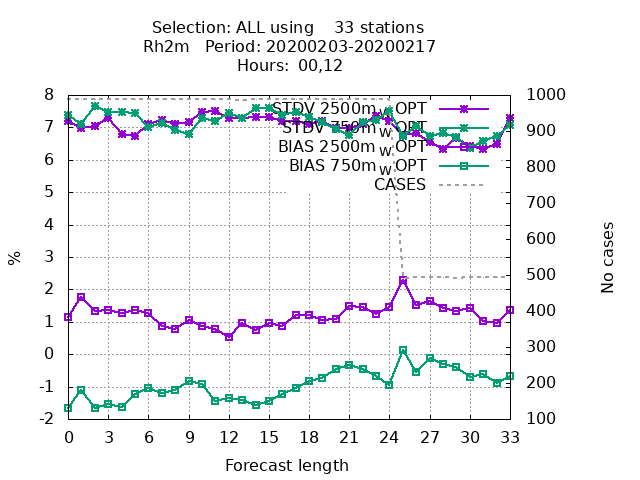 Selection: ALL using 33 stations
Rh2m Period: 20200203-20200217
Hours: 00,12
8 1000
7 900
6 800
5 700
4 600
3 500
2 400
1 300
0 200
-1 100
-2
STDV 2500m_W_OPT
STDV 750m_W_OPT
BIAS 2500m_W_OPT
BIAS 750m_W_OPT
CASES
%
No cases
0 3 6 9 12 15 18 21 24 27 30 33
Forecast length